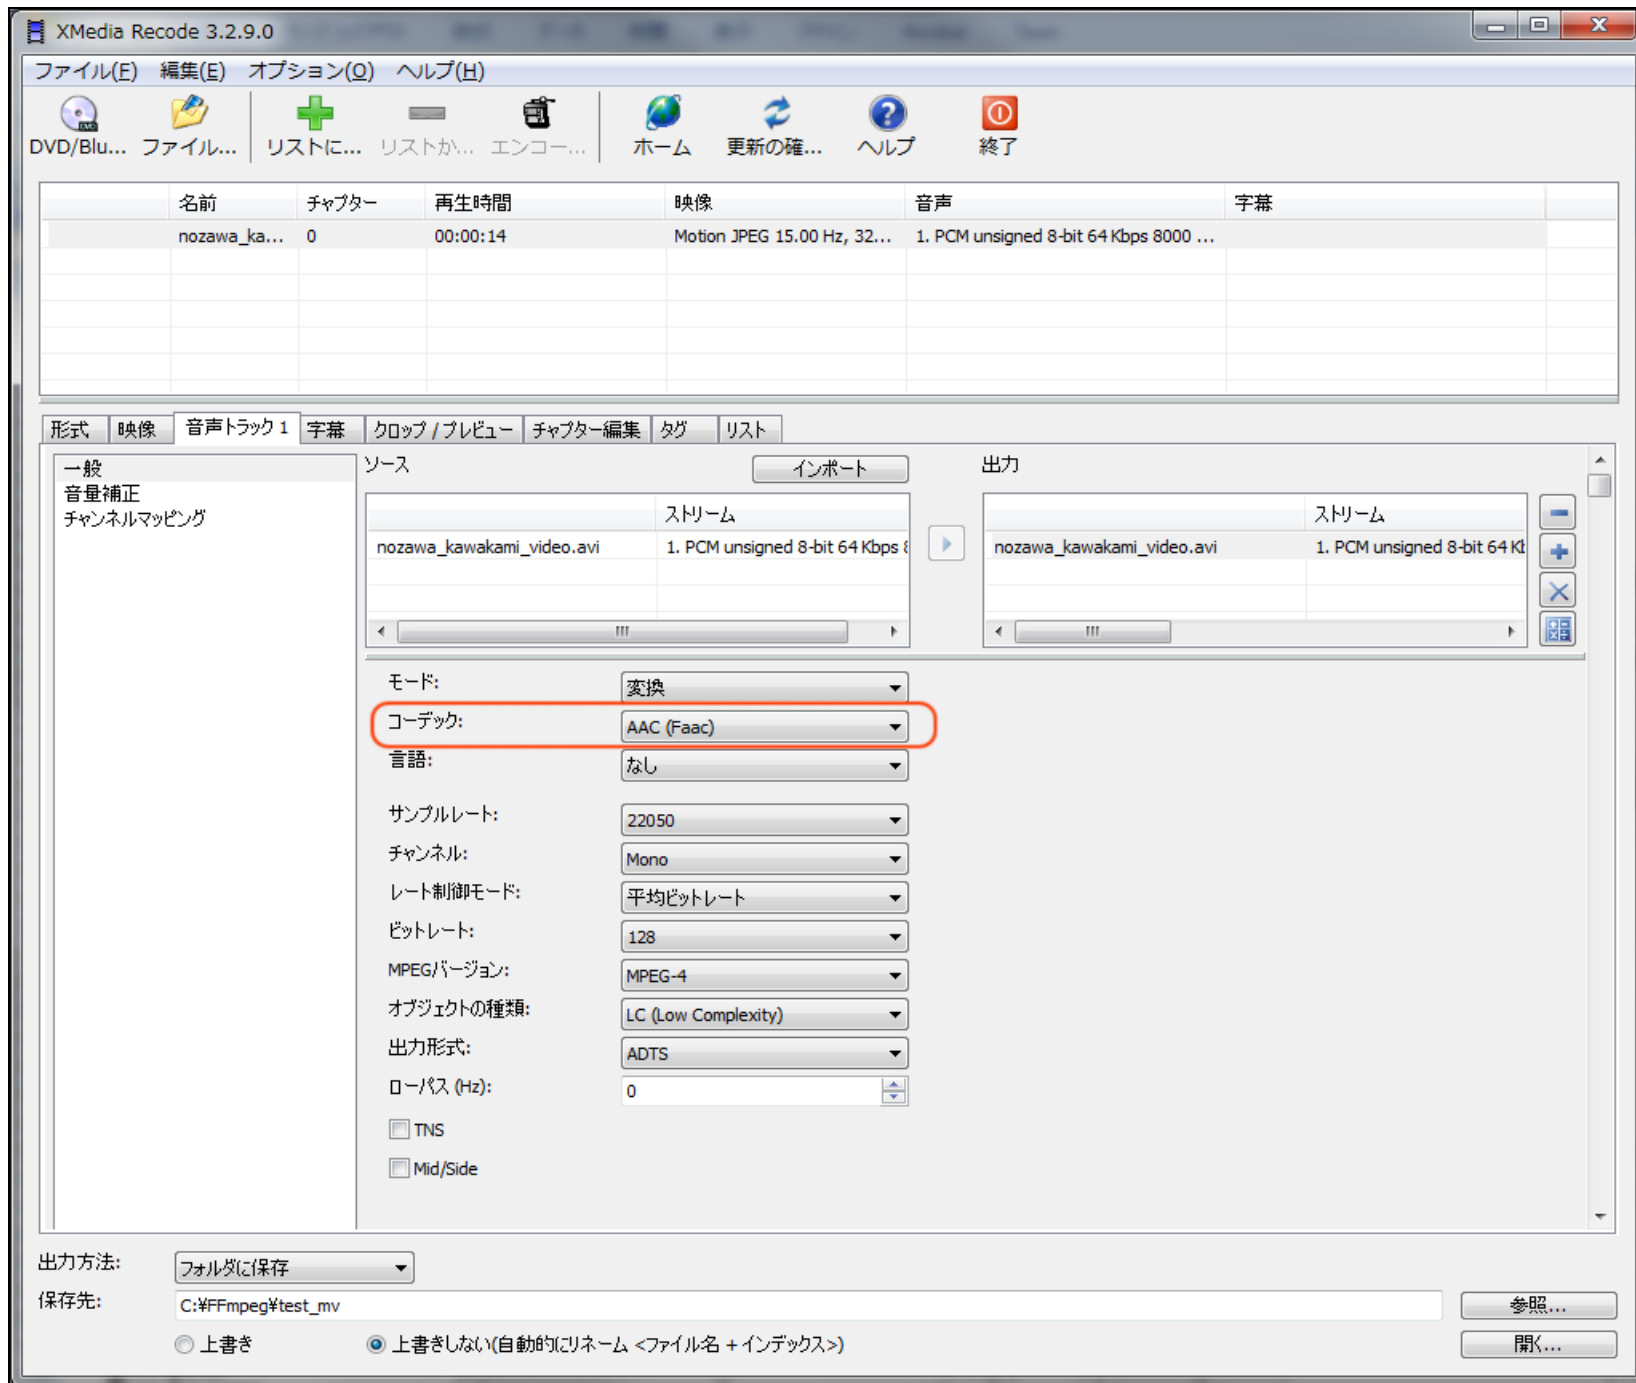 XMedia Recode 3.2.9.0
ファイル(F) 編集(E) オプション(O) ヘルプ(H)
DVD/Blu... ファイル... リストに... リストか... エンコー... ホーム 更新の確... ヘルプ 終了
名前 チャプター 再生時間 映像 音声 字幕
nozawa_ka... 0 00:00:14 Motion JPEG 15.00 Hz, 32... 1. PCM unsigned 8-bit 64 Kbps 8000 ...
形式 映像 音声トラック 1 字幕 クロップ / プレビュー チャプター編集 タグ リスト
一般
音量補正
チャンネルマッピング
ソース インポート 出力
ストリーム ストリーム
nozawa_kawakami_video.avi 1. PCM unsigned 8-bit 64 Kbps nozawa_kawakami_video.avi 1. PCM unsigned 8-bit 64
モード: 変換
コーデック: AAC (Faac)
言語: なし
サンプルレート: 22050
チャンネル: Mono
レート制御モード: 平均ビットレート
ビットレート: 128
MPEGバージョン: MPEG-4
オブジェクトの種類: LC (Low Complexity)
出力形式: ADTS
ローパス (Hz): 0
TNS
Mid/Side
出力方法: フォルダに保存
保存先: C:¥FFmpeg¥test_mv 参照...
上書き 上書きしない(自動的にリネーム <ファイル名 + インデックス>) 開く...